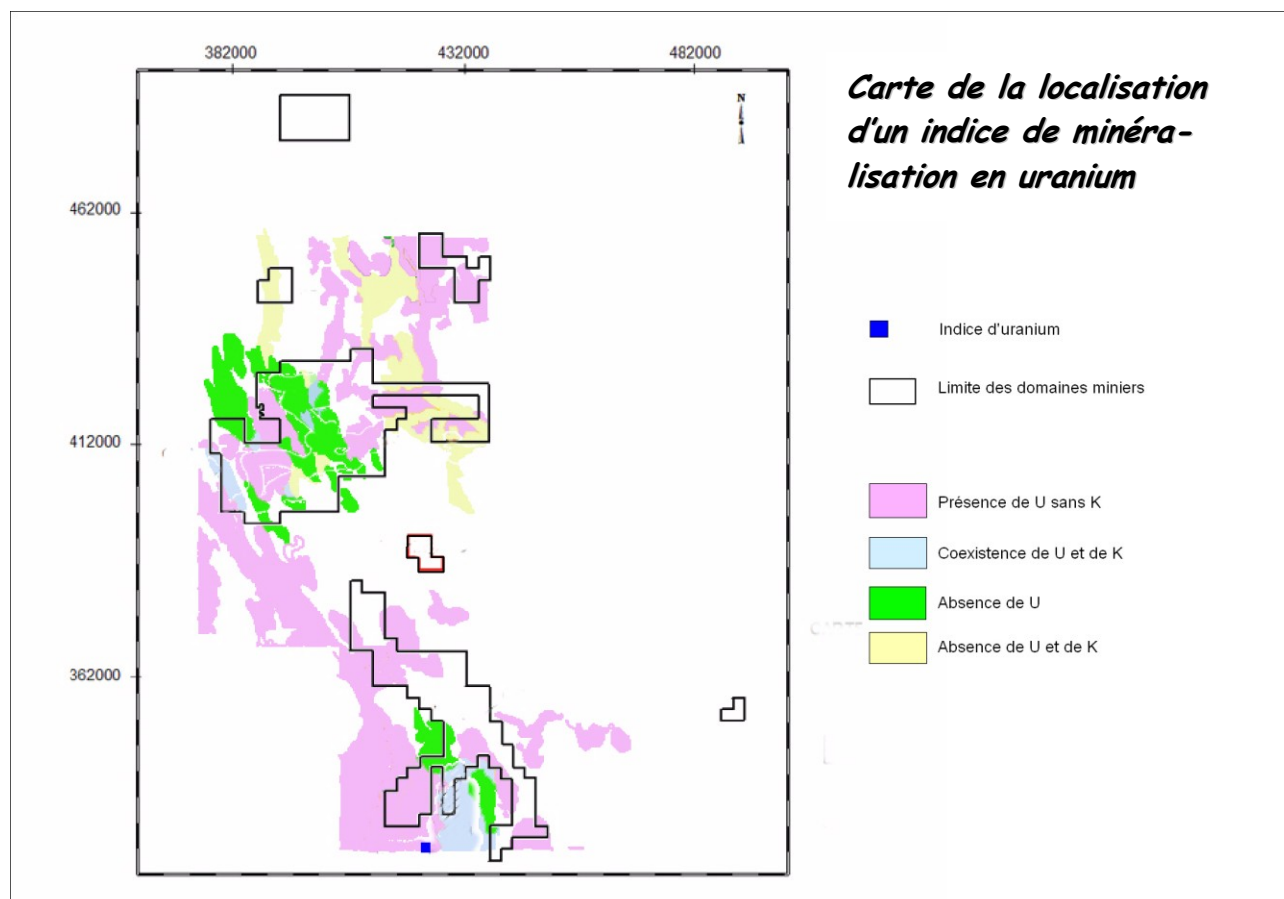 382000 432000 482000
Carte de la localisation
d'un indice de minéra-
lisation en uranium
N
462000
412000
362000
Indice d'uranium
Limite des domaines miniers
Présence de U sans K
Coexistence de U et de K
Absence de U
Absence de U et de K